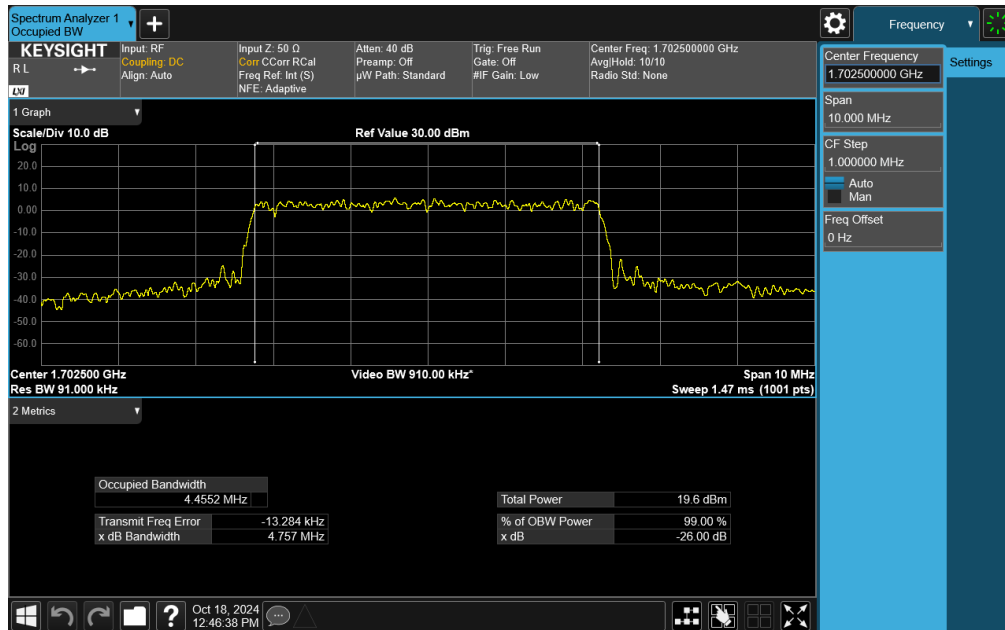 Spectrum Analyzer 1
Occupied BW
Frequency
KEYSIGHT
R L
LXI
Input: RF
Coupling: DC
Align: Auto
Input Z: 50 Ω
Corr CCorr RCal
Freq Ref: Int (S)
NFE: Adaptive
Atten: 40 dB
Preamp: Off
µW Path: Standard
Trig: Free Run
Gate: Off
#IF Gain: Low
Center Freq: 1.702500000 GHz
Avg|Hold: 10/10
Radio Std: None
Center Frequency
1.702500000 GHz
Settings
Span
10.000 MHz
CF Step
1.000000 MHz
Auto
Man
Freq Offset
0 Hz
1 Graph
Scale/Div 10.0 dB
Ref Value 30.00 dBm
Log
20.0
10.0
0.00
-10.0
-20.0
-30.0
-40.0
-50.0
-60.0
Center 1.702500 GHz
Video BW 910.00 kHz*
Span 10 MHz
Res BW 91.000 kHz
Sweep 1.47 ms (1001 pts)
2 Metrics
Occupied Bandwidth
4.4552 MHz
Total Power 19.6 dBm
Transmit Freq Error -13.284 kHz
% of OBW Power 99.00 %
x dB Bandwidth 4.757 MHz
x dB -26.00 dB
Oct 18, 2024
12:46:38 PM